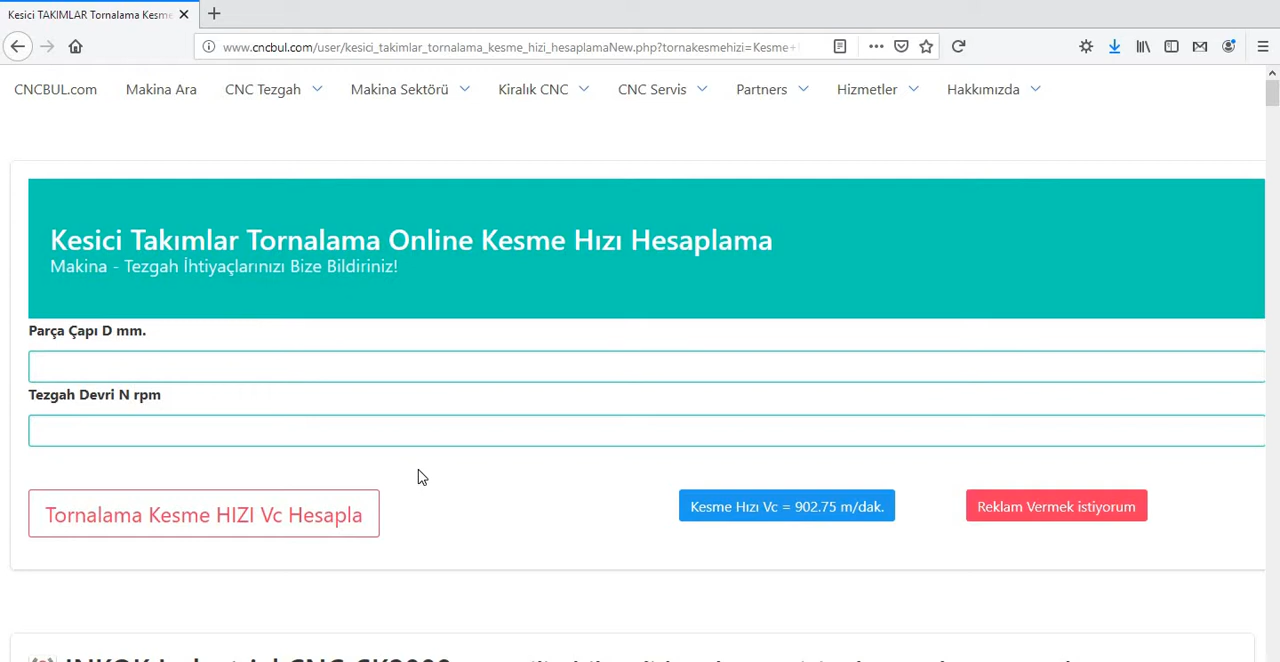 Kesici TAKIMLAR Tornalama Kesme
www.cncbul.com/user/kesici_takimlar_tornalama_kesme_hizi_hesaplamaNew.php?tornakesmehizi=Kesme+
CNCBUL.com Makina Ara CNC Tezgah Makina Sektörü Kiralık CNC CNC Servis Partners Hizmetler Hakkımızda
Kesici Takımlar Tornalama Online Kesme Hızı Hesaplama
Makina - Tezgah İhtiyaçlarınızı Bize Bildiriniz!
Parça Çapı D mm.
Tezgah Devri N rpm
Tornalama Kesme HIZI Vc Hesapla
Kesme Hızı Vc = 902.75 m/dak.
Reklam Vermek istiyorum